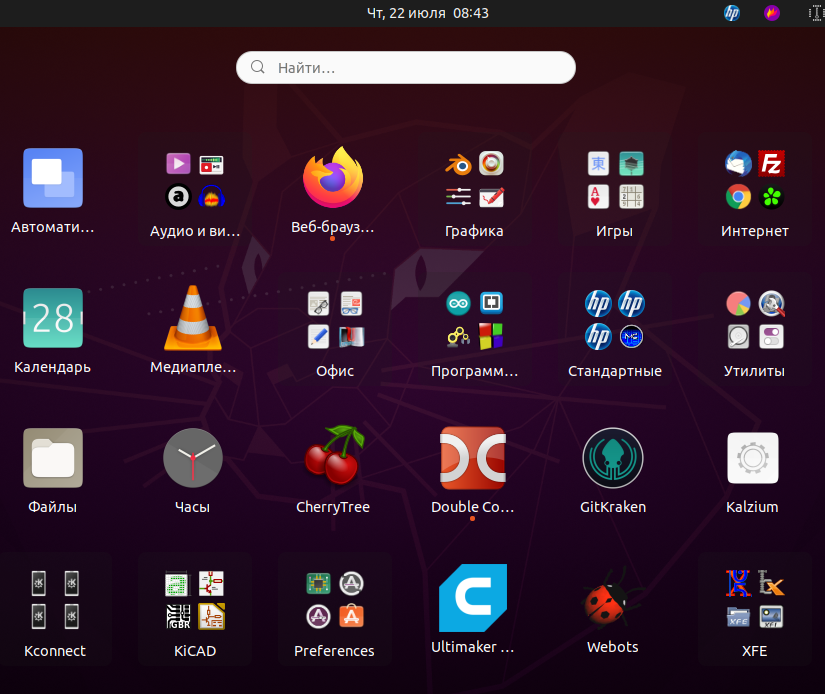 Чт, 22 июля 08:43
Найти…
Автомати…
Аудио и ви…
Веб-брауз…
Графика
Игры
Интернет
28
Календарь
Медиапле…
Офис
Программ…
Стандартные
Утилиты
Файлы
Часы
CherryTree
Double Co…
GitKraken
Kalzium
Kconnect
KiCAD
Preferences
Ultimaker …
Webots
XFE